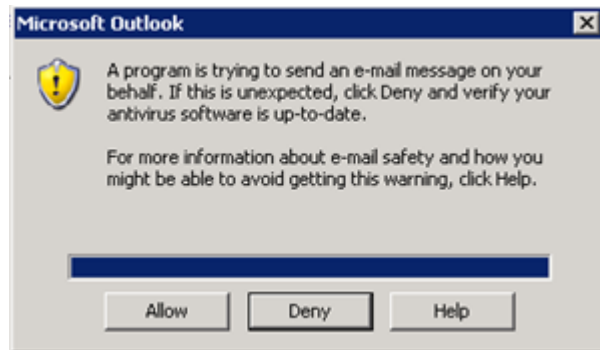 Microsoft Outlook
A program is trying to send an e-mail message on your
behalf. If this is unexpected, click Deny and verify your
antivirus software is up-to-date.
For more information about e-mail safety and how you
might be able to avoid getting this warning, click Help.
Allow Deny Help